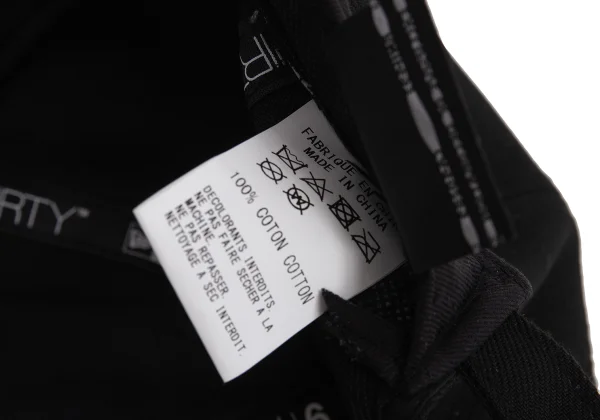 FABRIQUE EN
MADE IN CHINA
100% COTON COTTON
DECOLORANTS INTERDITS.
NE PAS FAIRE SECHER A LA
MACHINE
NE PAS REPASSER.
NETTOYAGE A SEC INTERDIT.
RTY™